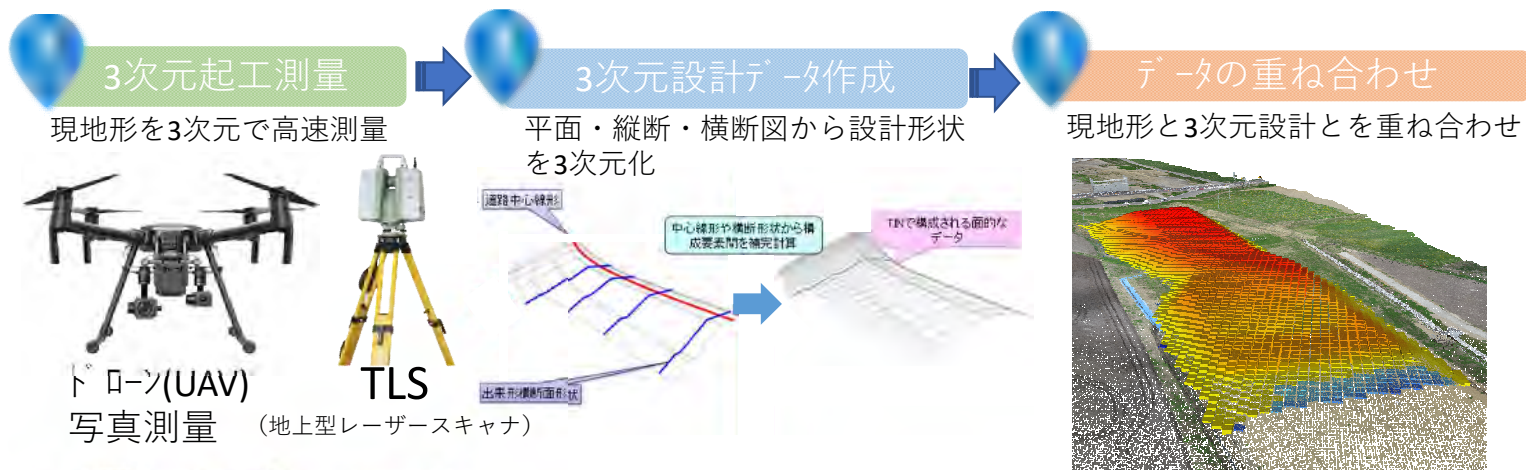 3次元起工測量
現地形を3次元で高速測量
ﾄﾞﾛｰﾝ(UAV)
写真測量
TLS
（地上型レーザースキャナ）
3次元設計ﾃﾞｰﾀ作成
平面・縦断・横断図から設計形状
を3次元化
道路中心線形
出来形横断面形状
中心線形や横断形状から構
成要素間を補完計算
TINで構成される面的な
データ
ﾃﾞｰﾀの重ね合わせ
現地形と3次元設計とを重ね合わせ